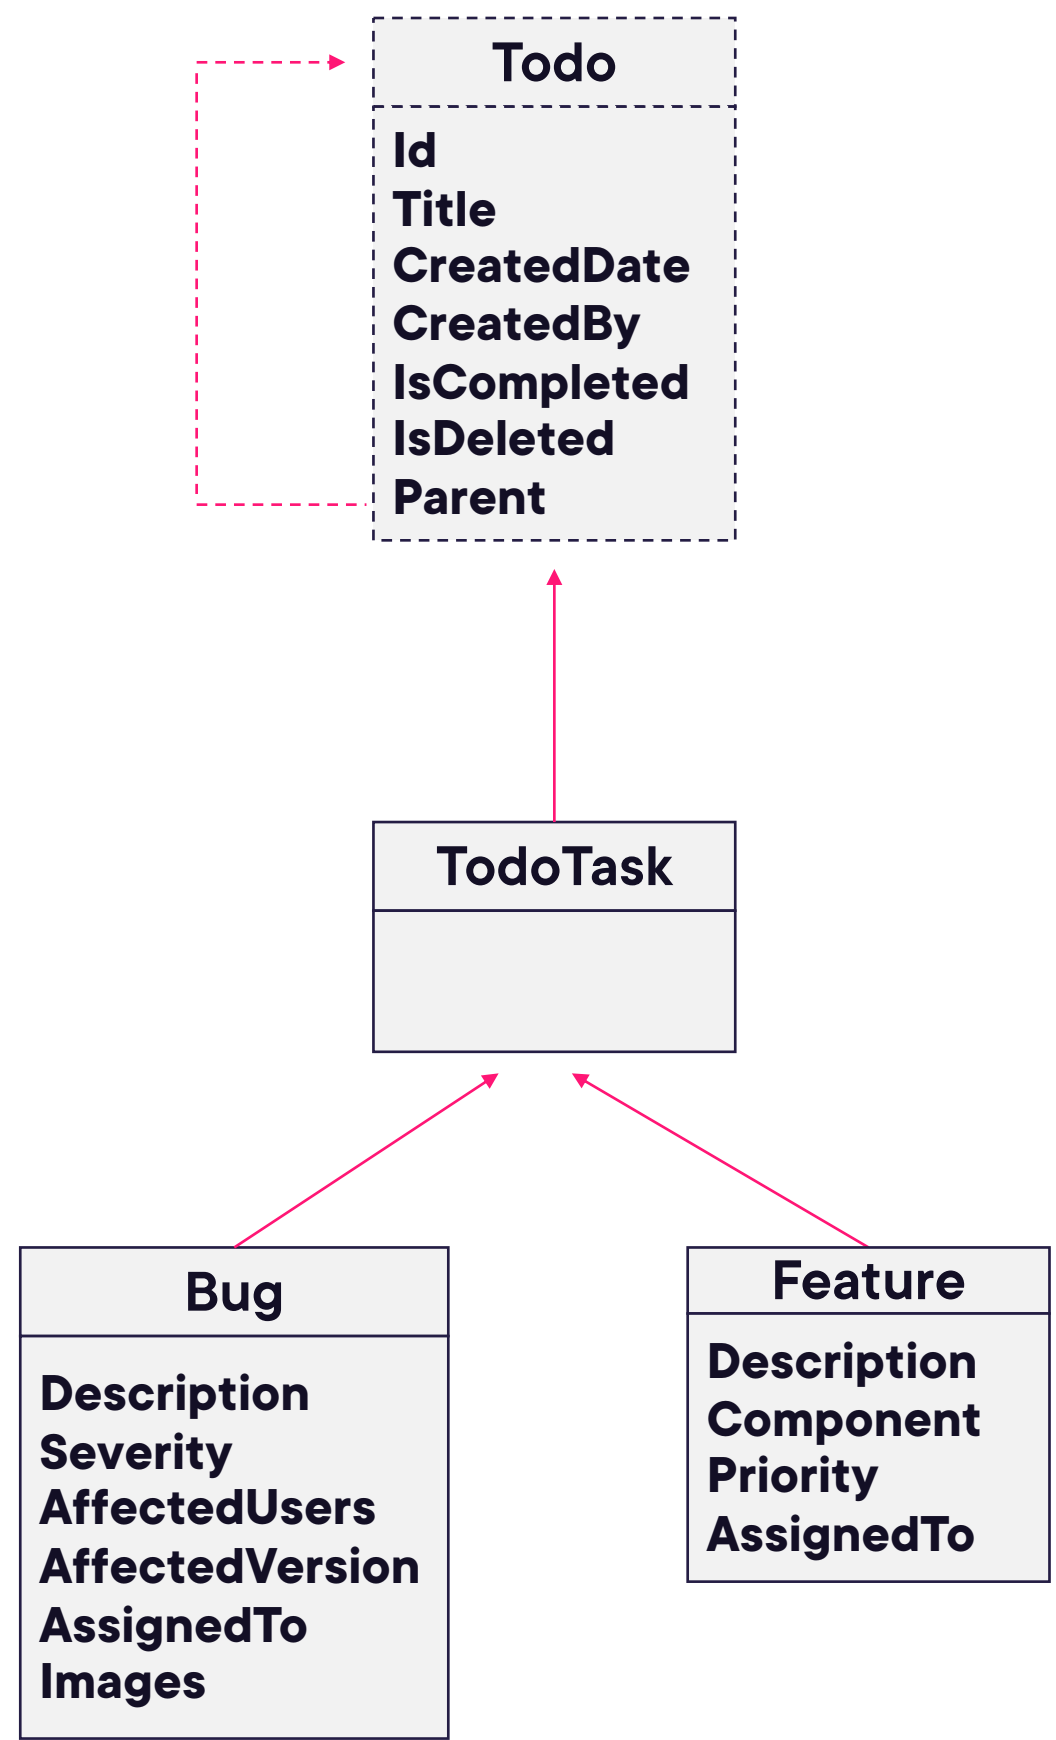 Todo
Id
Title
CreatedDate
CreatedBy
IsCompleted
IsDeleted
Parent
TodoTask
Bug
Description
Severity
AffectedUsers
AffectedVersion
AssignedTo
Images
Feature
Description
Component
Priority
AssignedTo